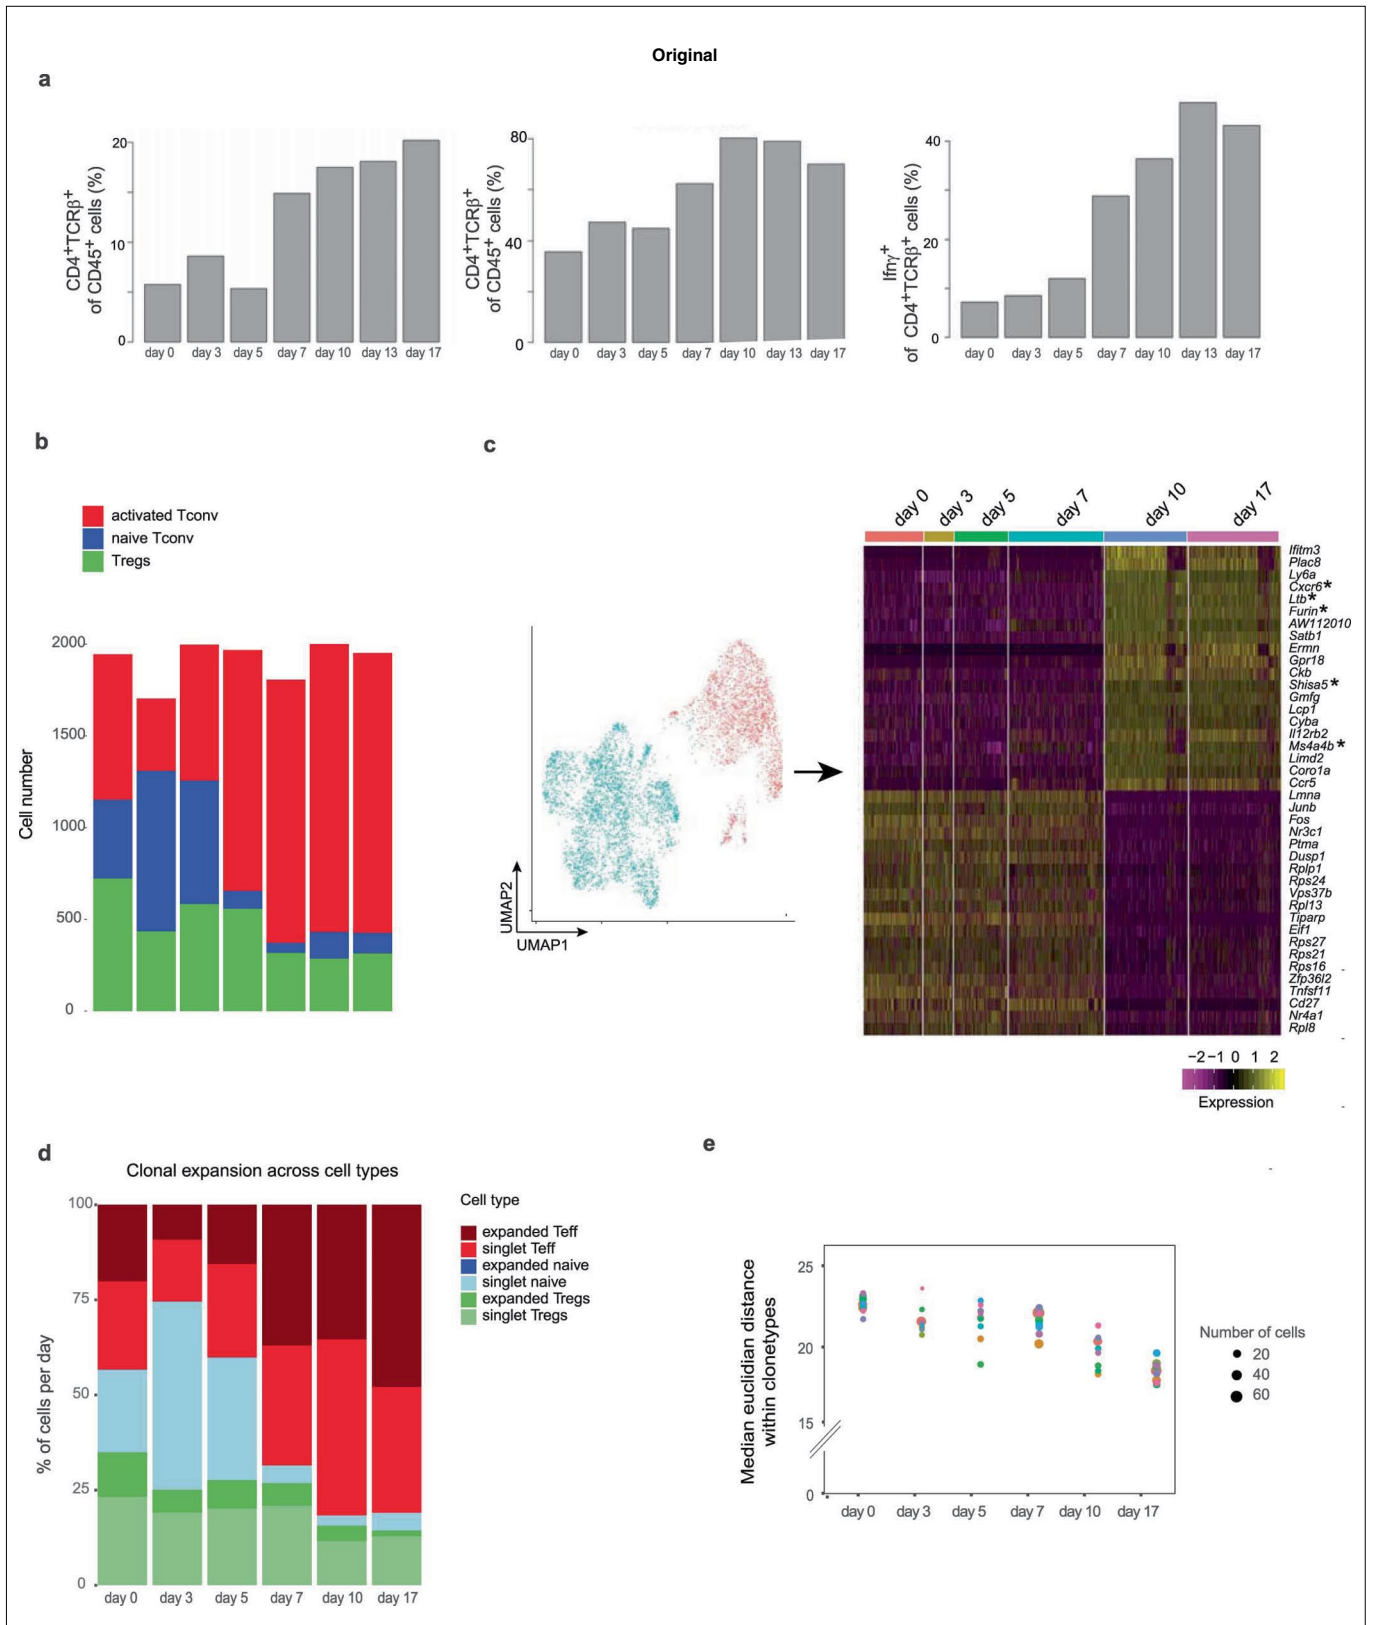 Original
a
CD4+TCRβ+
of CD45+ cells (%)
20
10
0
day 0 day 3 day 5 day 7 day 10 day 13 day 17
CD4+TCRβ+
of CD45+ cells (%)
80
40
0
day 0 day 3 day 5 day 7 day 10 day 13 day 17
Ifnγ+
of CD4+TCRβ+ cells (%)
40
20
0
day 0 day 3 day 5 day 7 day 10 day 13 day 17
b
activated Tconv
naive Tconv
Tregs
Cell number
2000
1500
1000
500
0
c
UMAP2
UMAP1
day 0 day 3 day 5 day 7 day 10 day 17
Ifitm3
Plac8
Ly6a
Cxcr6*
Ltb*
Furin*
AW112010
Satb1
Ermn
Gpr18
Ckb
Shisa5*
Gmfg
Lcp1
Cyba
Il12rb2
Ms4a4b*
Limd2
Coro1a
Ccr5
Lmna
Junb
Fos
Nr3c1
Ptma
Dusp1
Rplp1
Rps24
Vps37b
Rpl13
Tiparp
Eif1
Rps27
Rps21
Rps16
Zfp36l2
Tnfsf11
Cd27
Nr4a1
Rpl8
−2 −1 0 1 2
Expression
d
Clonal expansion across cell types
% of cells per day
100
75
50
25
0
day 0 day 3 day 5 day 7 day 10 day 17
Cell type
expanded Teff
singlet Teff
expanded naive
singlet naive
expanded Tregs
singlet Tregs
e
Median euclidian distance
within clonetypes
25
20
15
0
day 0 day 3 day 5 day 7 day 10 day 17
Number of cells
20
40
60